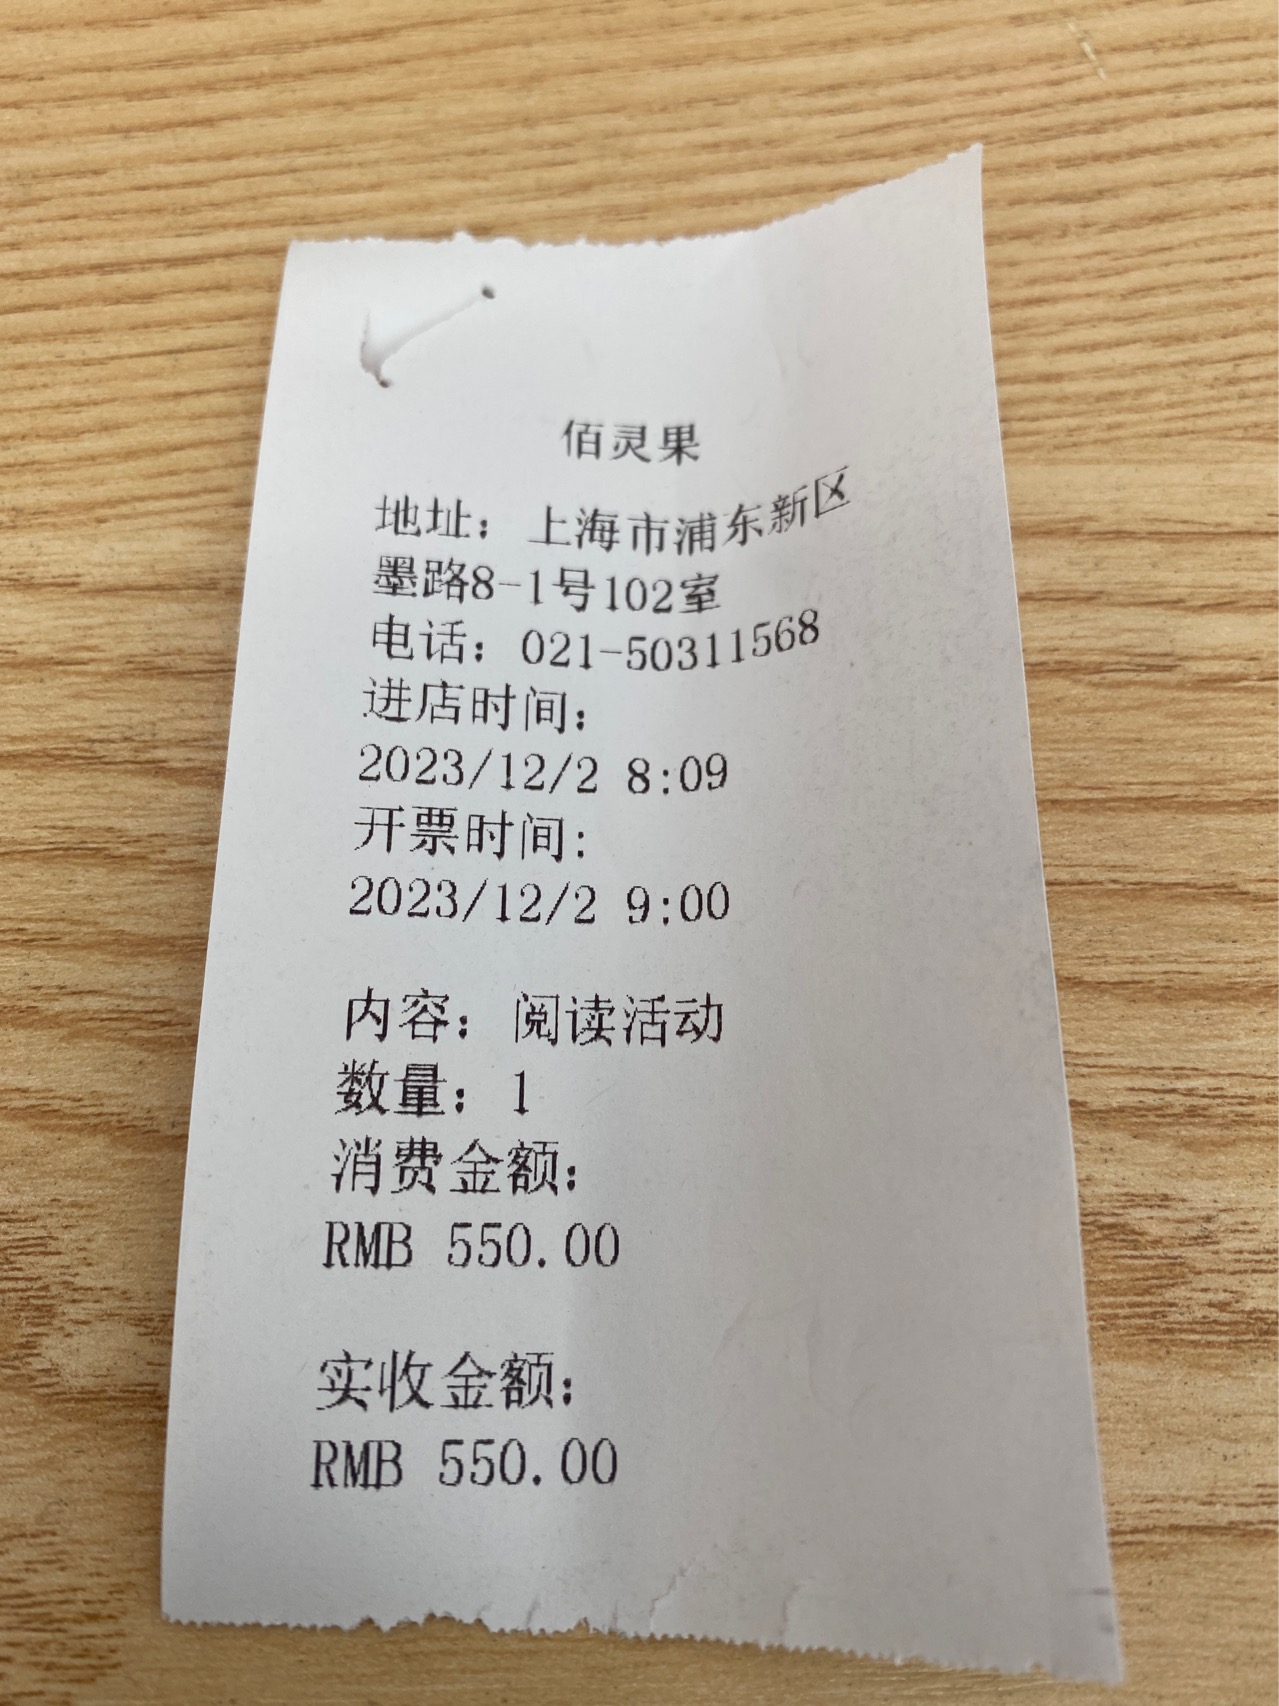 佰灵果
地址：上海市浦东新区
墨路8-1号102室
电话：021-50311568
进店时间：
2023/12/2 8:09
开票时间：
2023/12/2 9:00
内容：阅读活动
数量：1
消费金额：
RMB 550.00
实收金额：
RMB 550.00